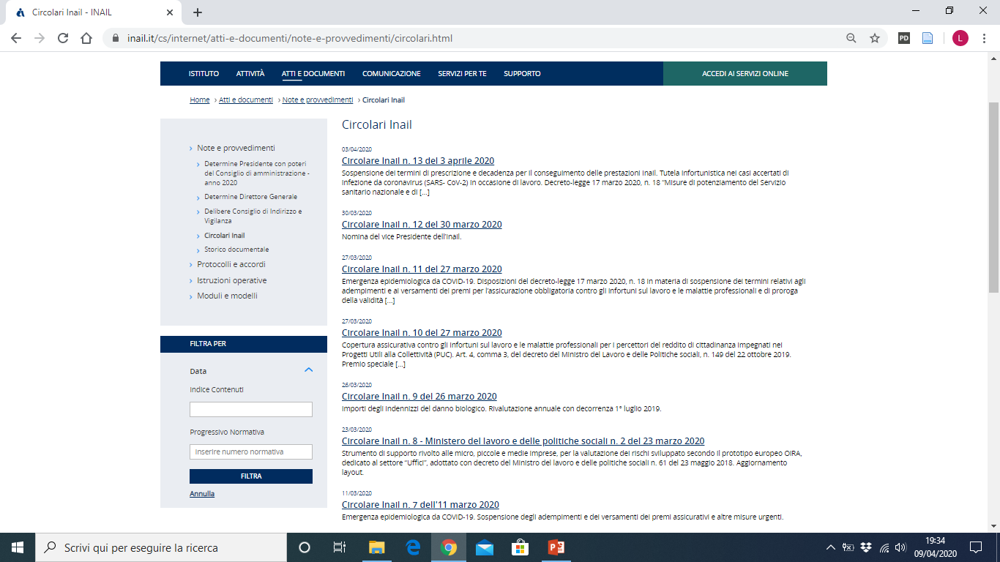 Circolari Inail - INAIL
inail.it/cs/internet/atti-e-documenti/note-e-provvedimenti/circolari.html
PD
L
ISTITUTO ATTIVITÀ ATTI E DOCUMENTI COMUNICAZIONE SERVIZI PER TE SUPPORTO ACCEDI AI SERVIZI ONLINE
Home › Atti e documenti › Note e provvedimenti › Circolari Inail
› Note e provvedimenti
› Determine Presidente con poteri
del Consiglio di amministrazione -
anno 2020
› Determine Direttore Generale
› Delibere Consiglio di Indirizzo e
Vigilanza
› Circolari Inail
› Storico documentale
› Protocolli e accordi
› Istruzioni operative
› Moduli e modelli
FILTRA PER
Data
Indice Contenuti
Progressivo Normativa
inserire numero normativa
FILTRA
Annulla
Circolari Inail
03/04/2020
Circolare Inail n. 13 del 3 aprile 2020
Sospensione dei termini di prescrizione e decadenza per il conseguimento delle prestazioni Inail. Tutela infortunistica nei casi accertati di
infezione da coronavirus (SARS- CoV-2) in occasione di lavoro. Decreto-legge 17 marzo 2020, n. 18 "Misure di potenziamento del Servizio
sanitario nazionale e di [...]
30/03/2020
Circolare Inail n. 12 del 30 marzo 2020
Nomina del vice Presidente dell'Inail.
27/03/2020
Circolare Inail n. 11 del 27 marzo 2020
Emergenza epidemiologica da COVID-19. Disposizioni del decreto-legge 17 marzo 2020, n. 18 in materia di sospensione dei termini relativi agli
adempimenti e ai versamenti dei premi per l'assicurazione obbligatoria contro gli infortuni sul lavoro e le malattie professionali e di proroga
della validità [...]
27/03/2020
Circolare Inail n. 10 del 27 marzo 2020
Copertura assicurativa contro gli infortuni sul lavoro e le malattie professionali per i percettori del reddito di cittadinanza impegnati nei
Progetti Utili alla Collettività (PUC). Art. 4, comma 3, del decreto del Ministro del Lavoro e delle Politiche sociali, n. 149 del 22 ottobre 2019.
Premio speciale [...]
26/03/2020
Circolare Inail n. 9 del 26 marzo 2020
Importi degli indennizzi del danno biologico. Rivalutazione annuale con decorrenza 1° luglio 2019.
23/03/2020
Circolare Inail n. 8 - Ministero del lavoro e delle politiche sociali n. 2 del 23 marzo 2020
Strumento di supporto rivolto alle micro, piccole e medie imprese, per la valutazione dei rischi sviluppato secondo il prototipo europeo OIRA,
dedicato al settore "Uffici", adottato con decreto del Ministro del lavoro e delle politiche sociali n. 61 del 23 maggio 2018. Aggiornamento
layout.
11/03/2020
Circolare Inail n. 7 dell'11 marzo 2020
Emergenza epidemiologica da COVID-19. Sospensione degli adempimenti e dei versamenti dei premi assicurativi e altre misure urgenti.
Scrivi qui per eseguire la ricerca
19:34
09/04/2020